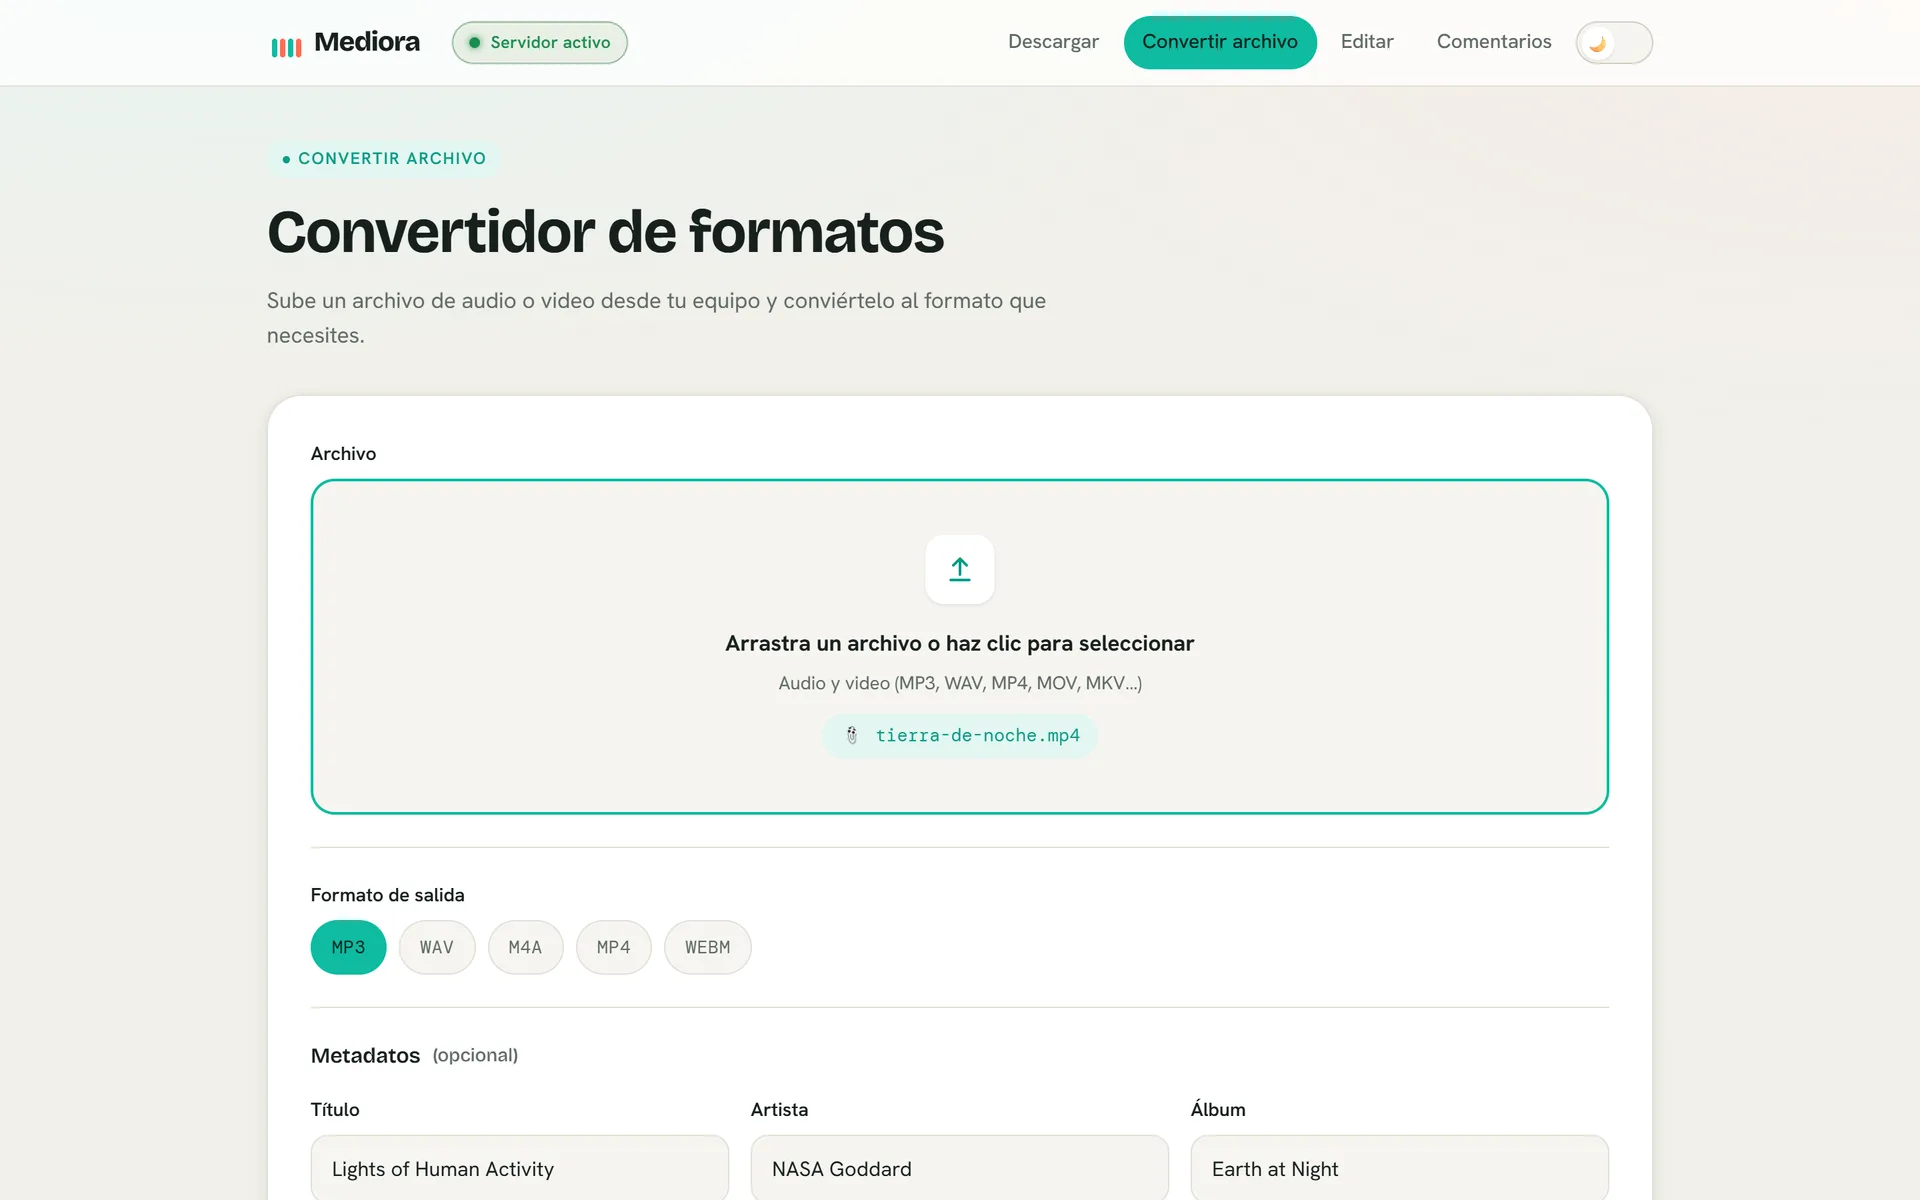 Mediora
Servidor activo
Descargar
Convertir archivo
Editar
Comentarios
CONVERTIR ARCHIVO
Convertidor de formatos
Sube un archivo de audio o video desde tu equipo y conviértelo al formato que
necesites.
Archivo
Arrastra un archivo o haz clic para seleccionar
Audio y video (MP3, WAV, MP4, MOV, MKV...)
tierra-de-noche.mp4
Formato de salida
MP3
WAV
M4A
MP4
WEBM
Metadatos (opcional)
Título
Artista
Álbum
Lights of Human Activity
NASA Goddard
Earth at Night